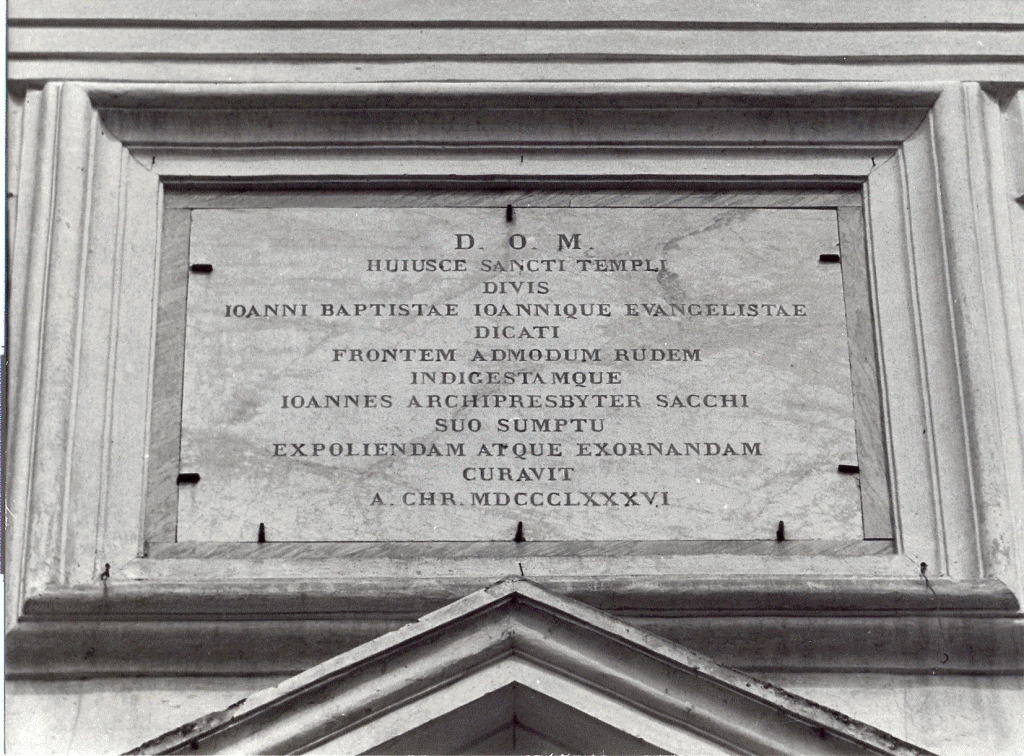 D. O. M.
HUIUSCE SANCTI TEMPLI
DIVIS
IOANNI BAPTISTAE IOANNIQUE EVANGELISTAE
DICATI
FRONTEM ADMODUM RUDEM
INDIGESTAMQUE
IOANNES ARCHIPRESBYTER SACCHI
SUO SUMPTU
EXPOLIENDAM ATQUE EXORNANDAM
CURAVIT
A. CHR. MDCCCLXXXVI